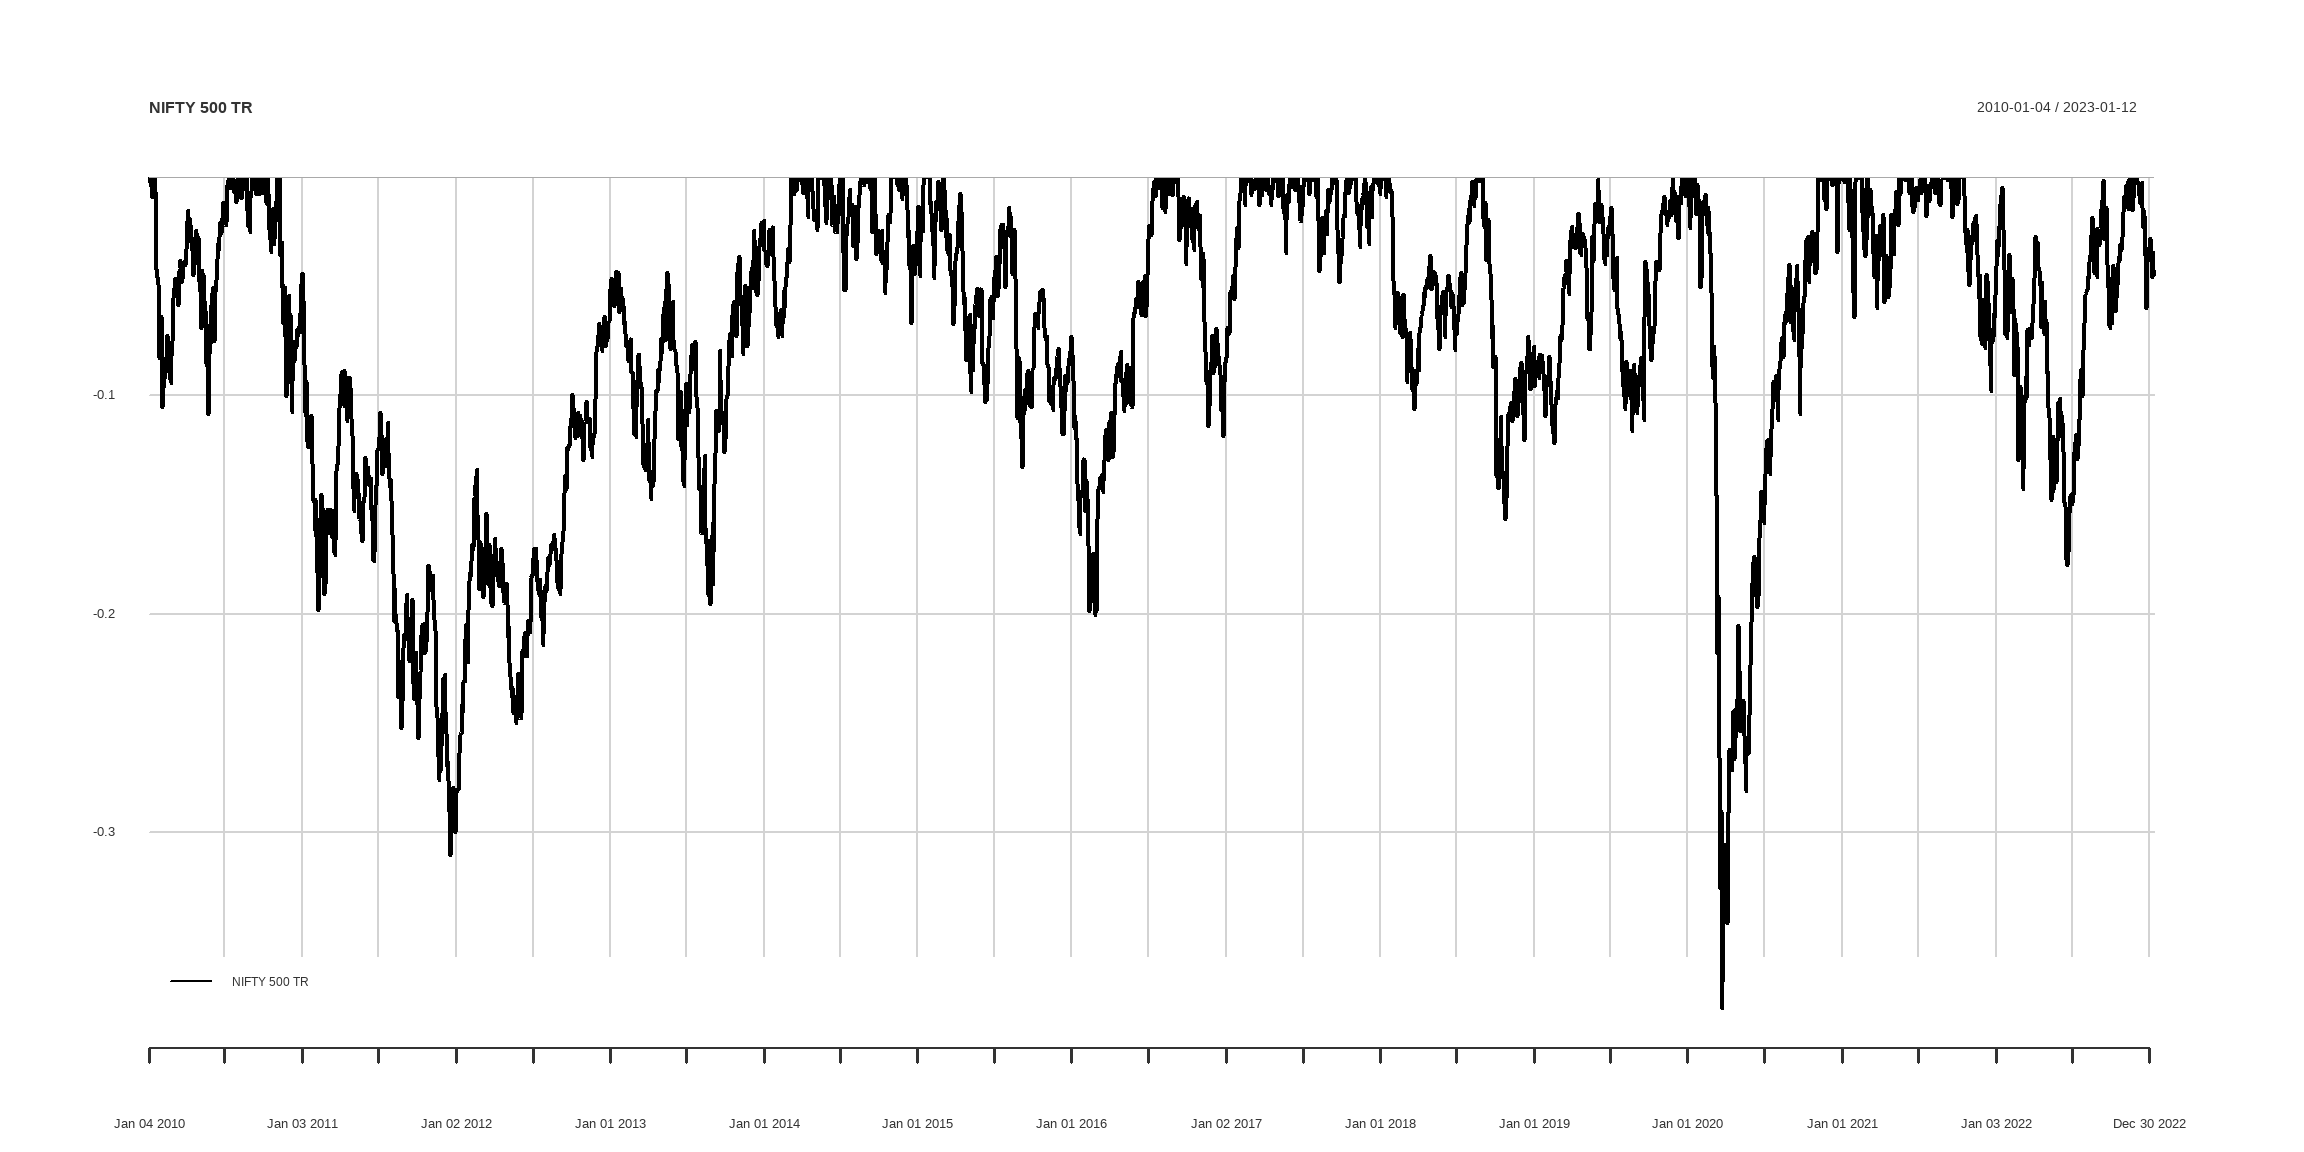 NIFTY 500 TR
2010-01-04 / 2023-01-12
-0.1
-0.2
-0.3
NIFTY 500 TR
Jan 04 2010
Jan 03 2011
Jan 02 2012
Jan 01 2013
Jan 01 2014
Jan 01 2015
Jan 01 2016
Jan 02 2017
Jan 01 2018
Jan 01 2019
Jan 01 2020
Jan 01 2021
Jan 03 2022
Dec 30 2022